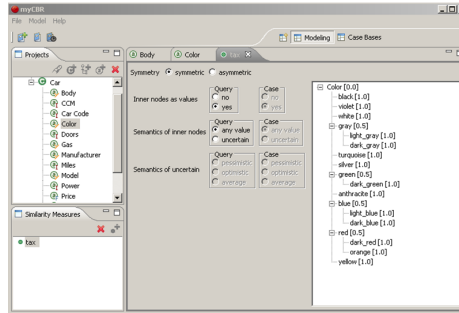 myCBR
File Model Help
Modeling Case Bases
Projects
Car
Body
CCM
Car Code
Color
Doors
Gas
Manufacturer
Miles
Model
Power
Price
Similarity Measures
tax
Body Color tax
Symmetry symmetric asymmetric
Inner nodes as values
Query
no
yes
Case
no
yes
Semantics of inner nodes
Query
any value
uncertain
Case
any value
uncertain
Semantics of uncertain
Query
pessimistic
optimistic
average
Case
pessimistic
optimistic
average
Color [0.0]
black [1.0]
violet [1.0]
white [1.0]
gray [0.5]
light_gray [1.0]
dark_gray [1.0]
turquoise [1.0]
silver [1.0]
green [0.5]
dark_green [1.0]
anthracite [1.0]
blue [0.5]
light_blue [1.0]
dark_blue [1.0]
red [0.5]
dark_red [1.0]
orange [1.0]
yellow [1.0]